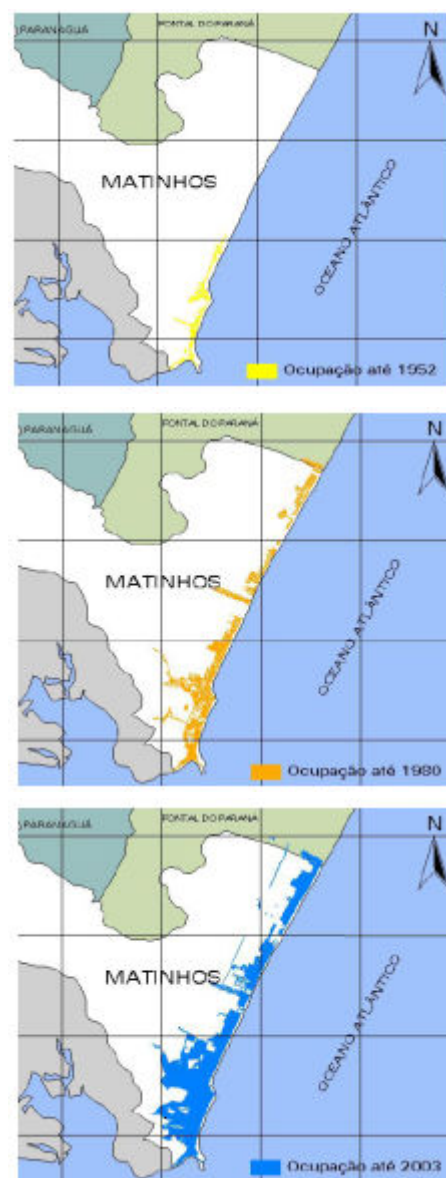 PARANAGUÁ
PONTAL DO PARANÁ
N
MATINHOS
OCEANO ATLÂNTICO
Ocupação até 1952
PARANAGUÁ
PONTAL DO PARANÁ
N
MATINHOS
OCEANO ATLÂNTICO
Ocupação até 1980
PARANAGUÁ
PONTAL DO PARANÁ
N
MATINHOS
OCEANO ATLÂNTICO
Ocupação até 2003